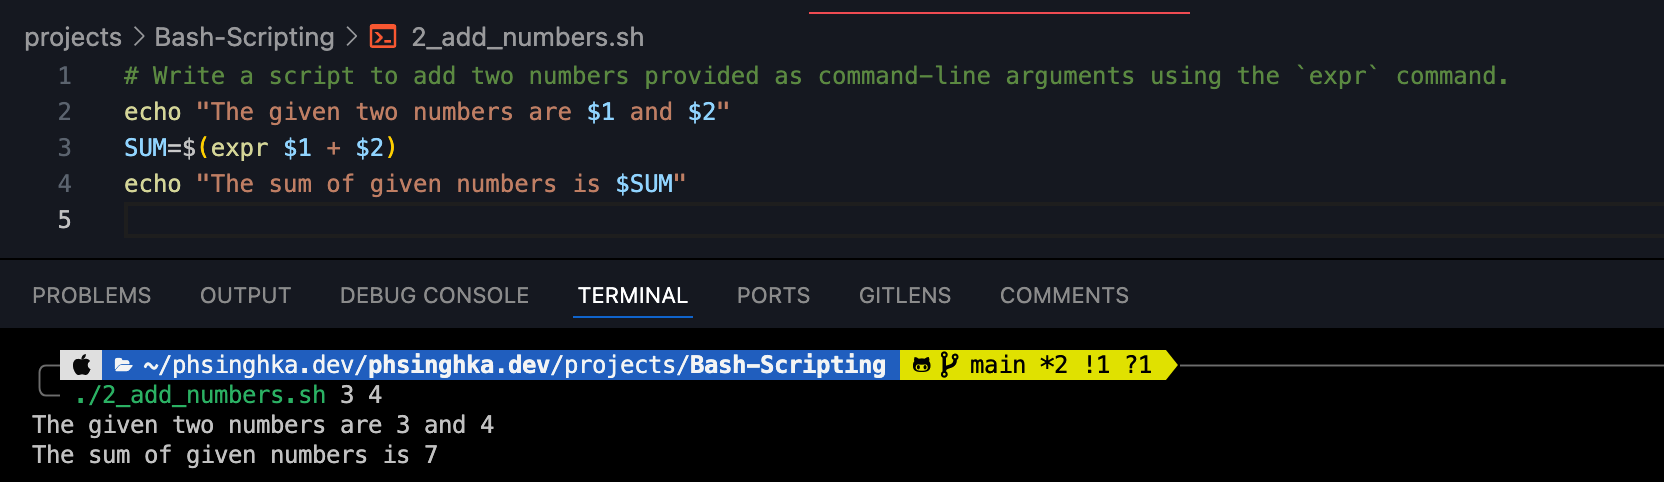 projects > Bash-Scripting > 2_add_numbers.sh
1 # Write a script to add two numbers provided as command-line arguments using the `expr` command.
2 echo "The given two numbers are $1 and $2"
3 SUM=$(expr $1 + $2)
4 echo "The sum of given numbers is $SUM"
5
PROBLEMS OUTPUT DEBUG CONSOLE TERMINAL PORTS GITLENS COMMENTS
~/phsinghka.dev/phsinghka.dev/projects/Bash-Scripting main *2 !1 ?1
./2_add_numbers.sh 3 4
The given two numbers are 3 and 4
The sum of given numbers is 7